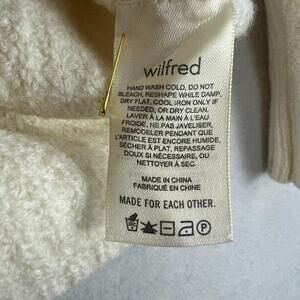 wilfred
HAND WASH COLD, DO NOT
BLEACH, RESHAPE WHILE DAMP,
DRY FLAT, COOL IRON ONLY IF
NEEDED, OR DRY CLEAN.
LAVER À LA MAIN À L'EAU
FROIDE, NE PAS JAVELISER,
REMODELER PENDANT QUE
L'ARTICLE EST ENCORE HUMIDE,
SÉCHER À PLAT, REPASSAGE
DOUX SI NÉCESSAIRE, OU
NETTOYER À SEC.
MADE IN CHINA
FABRIQUÉ EN CHINE
MADE FOR EACH OTHER.
P